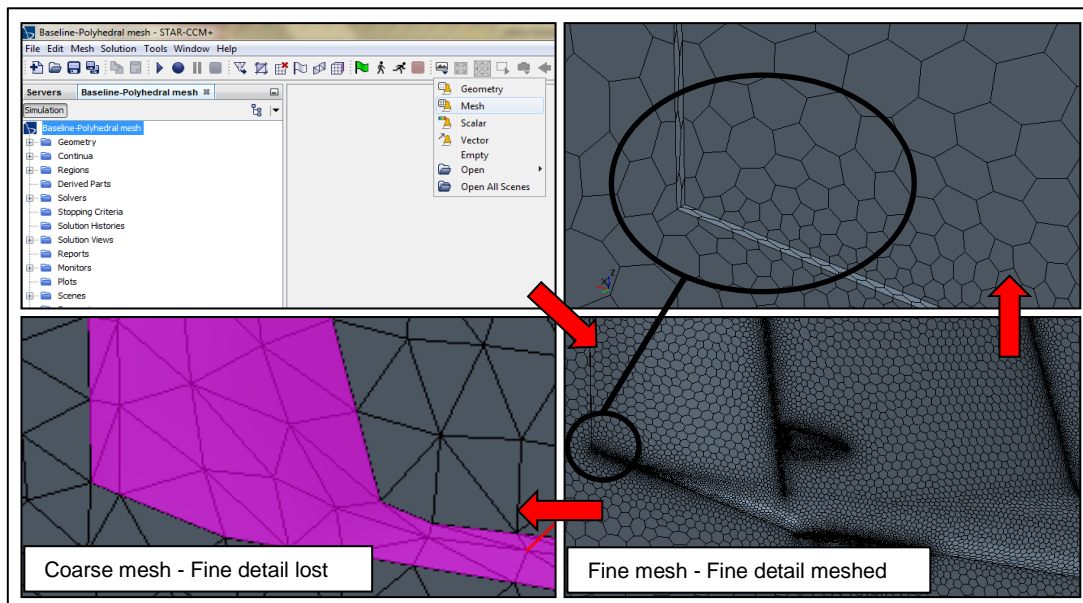 Baseline-Polyhedral mesh - STAR-CCM+
File Edit Mesh Solution Tools Window Help
Servers Baseline-Polyhedral mesh
Simulation
Baseline-Polyhedral mesh
Geometry
Continua
Regions
Derived Parts
Solvers
Stopping Criteria
Solution Histories
Solution Views
Reports
Monitors
Plots
Scenes
Geometry
Mesh
Scalar
Vector
Empty
Open
Open All Scenes
Z
X
Coarse mesh - Fine detail lost
Fine mesh - Fine detail meshed